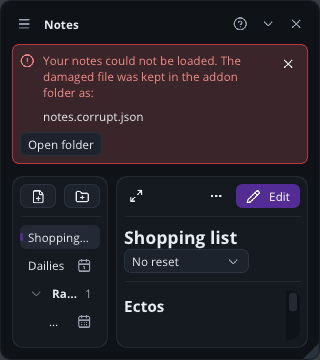 Notes
Your notes could not be loaded. The
damaged file was kept in the addon
folder as:
notes.corrupt.json
Open folder
Edit
Shopping...
Shopping list
No reset
Dailies
Ra... 1
...
Ectos